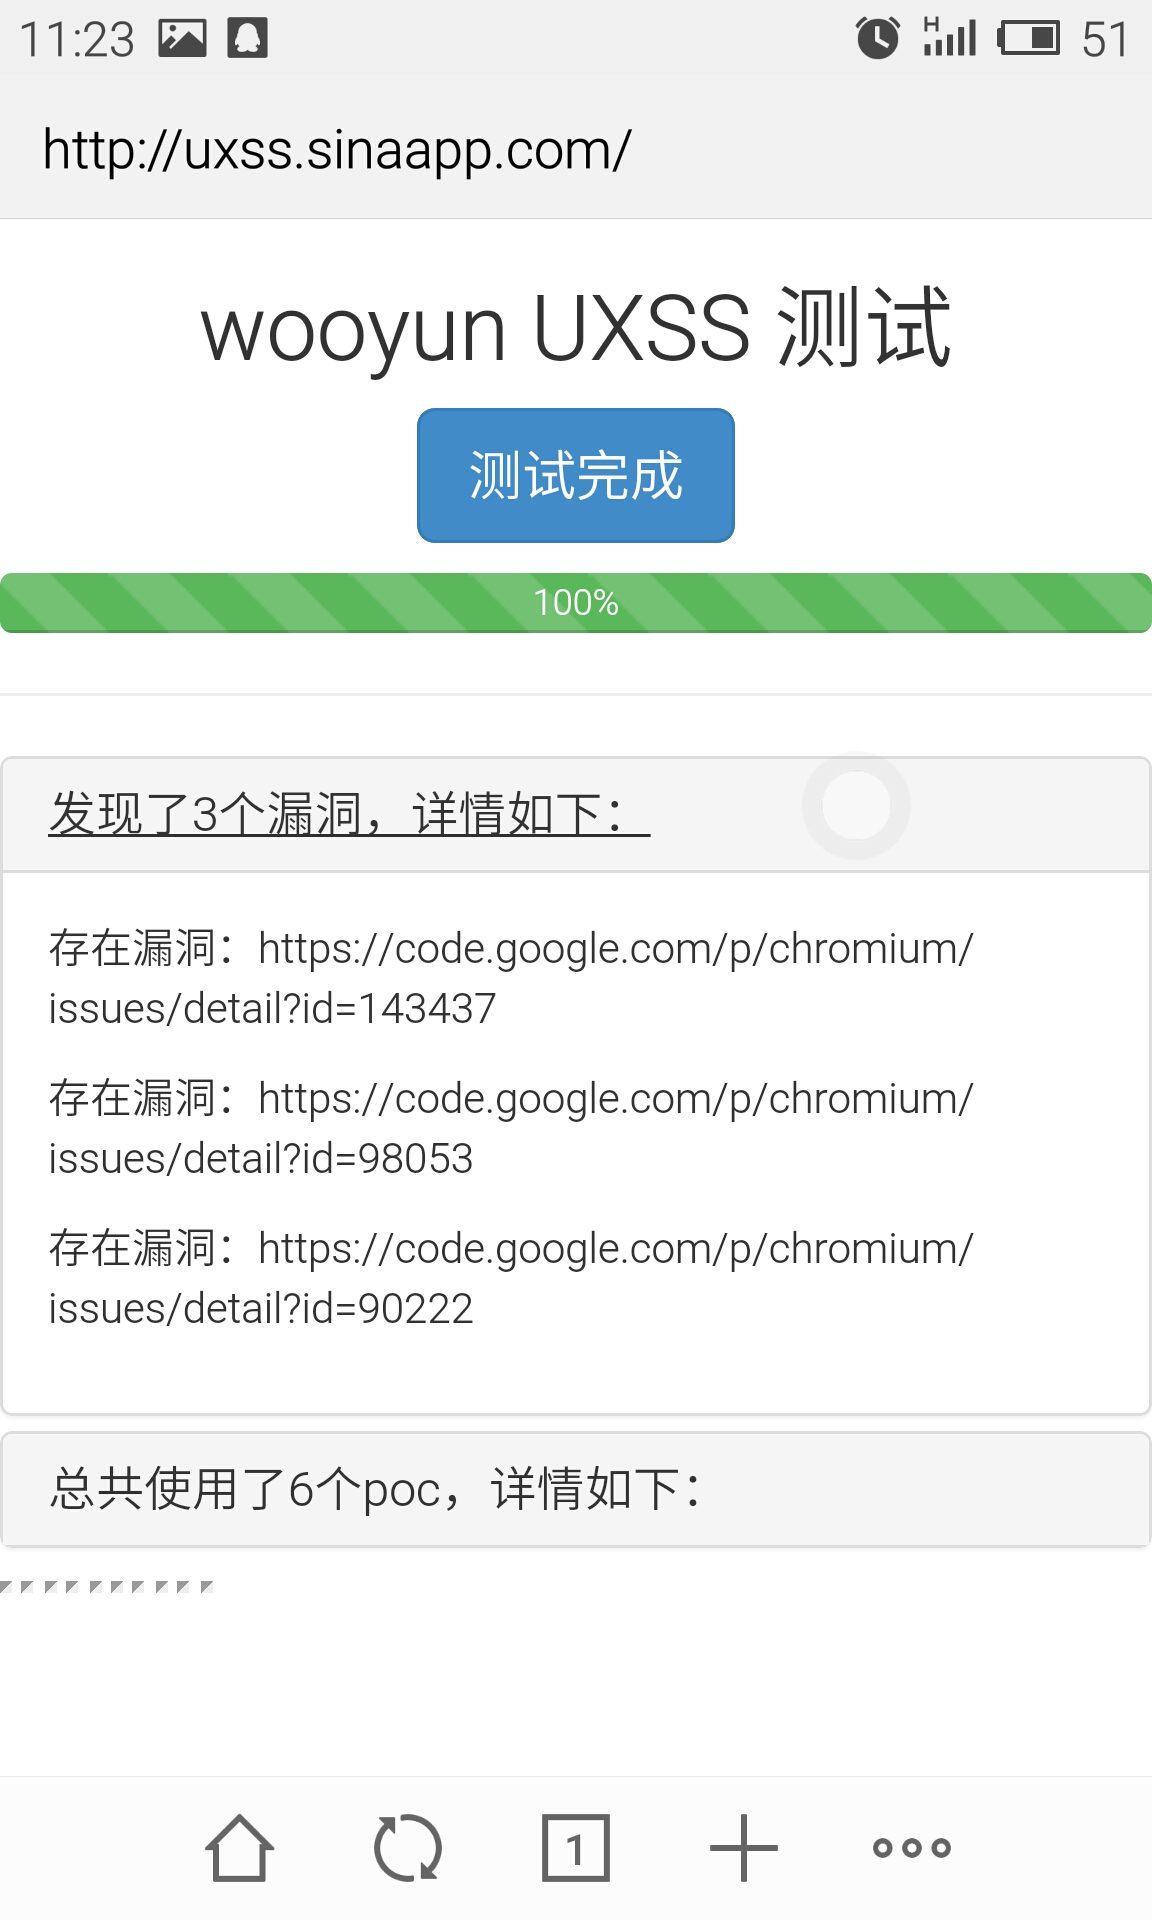 11:23
H
51
http://uxss.sinaapp.com/
wooyun UXSS 测试
测试完成
100%
发现了3个漏洞，详情如下：
存在漏洞：https://code.google.com/p/chromium/
issues/detail?id=143437
存在漏洞：https://code.google.com/p/chromium/
issues/detail?id=98053
存在漏洞：https://code.google.com/p/chromium/
issues/detail?id=90222
总共使用了6个poc，详情如下：
1